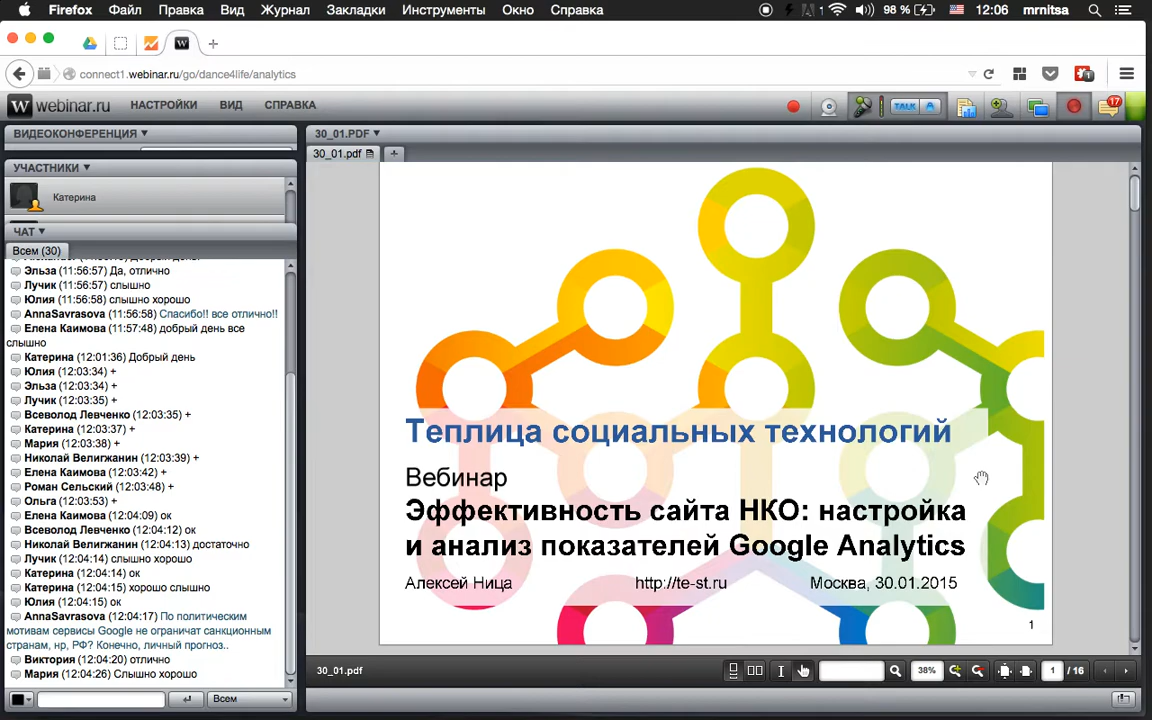 Firefox Файл Правка Вид Журнал Закладки Инструменты Окно Справка 1 98 % 12:06 mrnitsa
W
connect1.webinar.ru/go/dance4life/analytics 1
W webinar.ru НАСТРОЙКИ ВИД СПРАВКА TALK A 17
ВИДЕОКОНФЕРЕНЦИЯ
УЧАСТНИКИ
Катерина
ЧАТ
Всем (30)
Эльза (11:56:57) Да, отлично
Лучик (11:56:57) слышно
Юлия (11:56:58) слышно хорошо
AnnaSavrasova (11:56:58) Спасибо!! все отлично!!
Елена Каимова (11:57:48) добрый день все
слышно
Катерина (12:01:36) Добрый день
Юлия (12:03:34) +
Эльза (12:03:34) +
Лучик (12:03:35) +
Всеволод Левченко (12:03:35) +
Катерина (12:03:37) +
Мария (12:03:38) +
Николай Велигжанин (12:03:39) +
Елена Каимова (12:03:42) +
Роман Сельский (12:03:48) +
Ольга (12:03:53) +
Елена Каимова (12:04:09) ок
Всеволод Левченко (12:04:12) ок
Николай Велигжанин (12:04:13) достаточно
Лучик (12:04:14) слышно хорошо
Катерина (12:04:14) ок
Катерина (12:04:15) хорошо слышно
Юлия (12:04:15) ок
AnnaSavrasova (12:04:17) По политическим
мотивам сервисы Google не ограничат санкционным
странам, нр, РФ? Конечно, личный прогноз..
Виктория (12:04:20) отлично
Мария (12:04:26) Слышно хорошо
Всем
30_01.PDF
30_01.pdf
Теплица социальных технологий
Вебинар
Эффективность сайта НКО: настройка
и анализ показателей Google Analytics
Алексей Ница http://te-st.ru Москва, 30.01.2015
1
30_01.pdf 38% 1 / 16